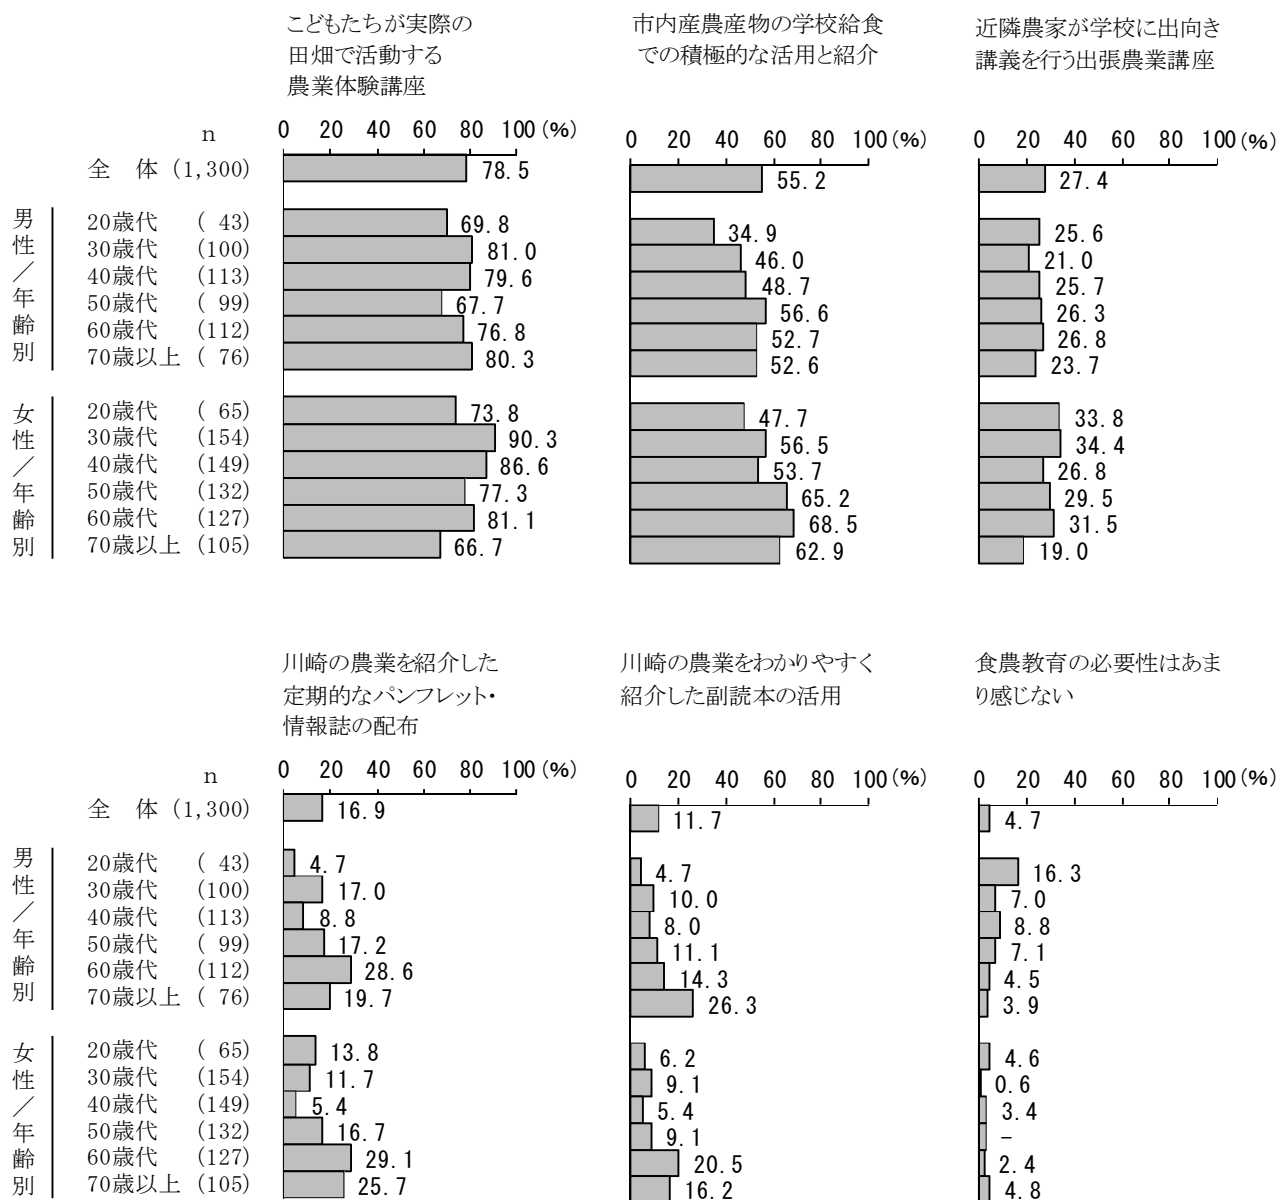 こどもたちが実際の
田畑で活動する
農業体験講座
市内産農産物の学校給食
での積極的な活用と紹介
近隣農家が学校に出向き
講義を行う出張農業講座
n 0 20 40 60 80 100(%) 0 20 40 60 80 100(%) 0 20 40 60 80 100(%)
全 体 (1,300) 78.5 55.2 27.4
男性／年齢別
20歳代 ( 43) 69.8 34.9 25.6
30歳代 (100) 81.0 46.0 21.0
40歳代 (113) 79.6 48.7 25.7
50歳代 ( 99) 67.7 56.6 26.3
60歳代 (112) 76.8 52.7 26.8
70歳以上 ( 76) 80.3 52.6 23.7
女性／年齢別
20歳代 ( 65) 73.8 47.7 33.8
30歳代 (154) 90.3 56.5 34.4
40歳代 (149) 86.6 53.7 26.8
50歳代 (132) 77.3 65.2 29.5
60歳代 (127) 81.1 68.5 31.5
70歳以上 (105) 66.7 62.9 19.0
川崎の農業を紹介した
定期的なパンフレット・
情報誌の配布
川崎の農業をわかりやすく
紹介した副読本の活用
食農教育の必要性はあま
り感じない
n 0 20 40 60 80 100(%) 0 20 40 60 80 100(%) 0 20 40 60 80 100(%)
全 体 (1,300) 16.9 11.7 4.7
男性／年齢別
20歳代 ( 43) 4.7 4.7 16.3
30歳代 (100) 17.0 10.0 7.0
40歳代 (113) 8.8 8.0 8.8
50歳代 ( 99) 17.2 11.1 7.1
60歳代 (112) 28.6 14.3 4.5
70歳以上 ( 76) 19.7 26.3 3.9
女性／年齢別
20歳代 ( 65) 13.8 6.2 4.6
30歳代 (154) 11.7 9.1 0.6
40歳代 (149) 5.4 5.4 3.4
50歳代 (132) 16.7 9.1 -
60歳代 (127) 29.1 20.5 2.4
70歳以上 (105) 25.7 16.2 4.8